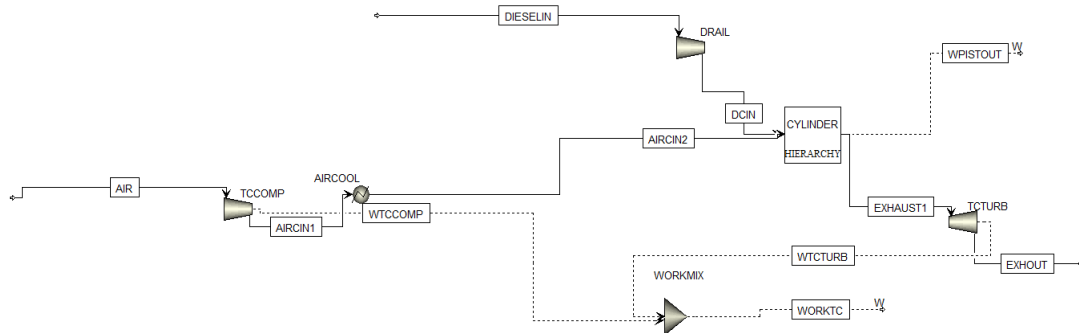 DIESELIN
DRAIL
WPISTOUT
W
DCIN
CYLINDER
HIERARCHY
AIRCIN2
AIR
TCCOMP
AIRCOOL
WTCCOMP
AIRCIN1
EXHAUST1
TCTURB
WTCTURB
EXHOUT
WORKMIX
WORKTC
W